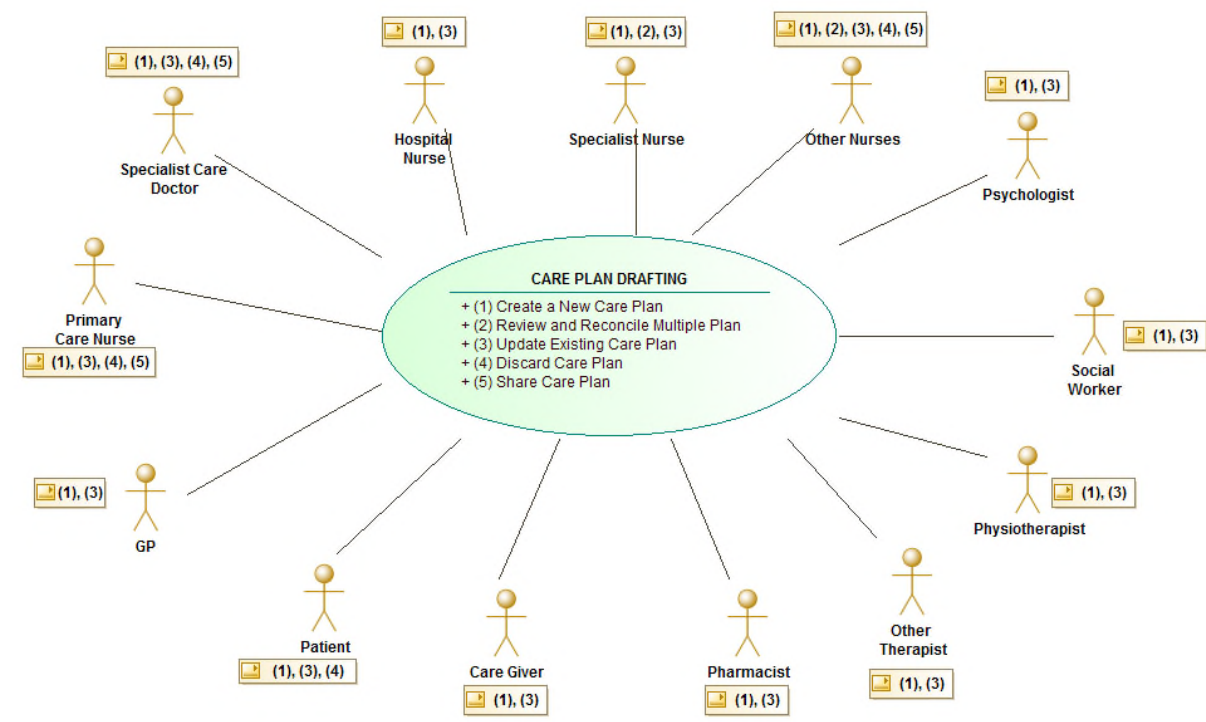 (1), (3), (4), (5)
Specialist Care
Doctor
(1), (3)
Hospital
Nurse
(1), (2), (3)
Specialist Nurse
(1), (2), (3), (4), (5)
Other Nurses
(1), (3)
Psychologist
CARE PLAN DRAFTING
+ (1) Create a New Care Plan
+ (2) Review and Reconcile Multiple Plan
+ (3) Update Existing Care Plan
+ (4) Discard Care Plan
+ (5) Share Care Plan
Primary
Care Nurse
(1), (3), (4), (5)
(1), (3)
Social
Worker
(1), (3)
GP
(1), (3)
Physiotherapist
Patient
(1), (3), (4)
Care Giver
(1), (3)
Pharmacist
(1), (3)
Other
Therapist
(1), (3)